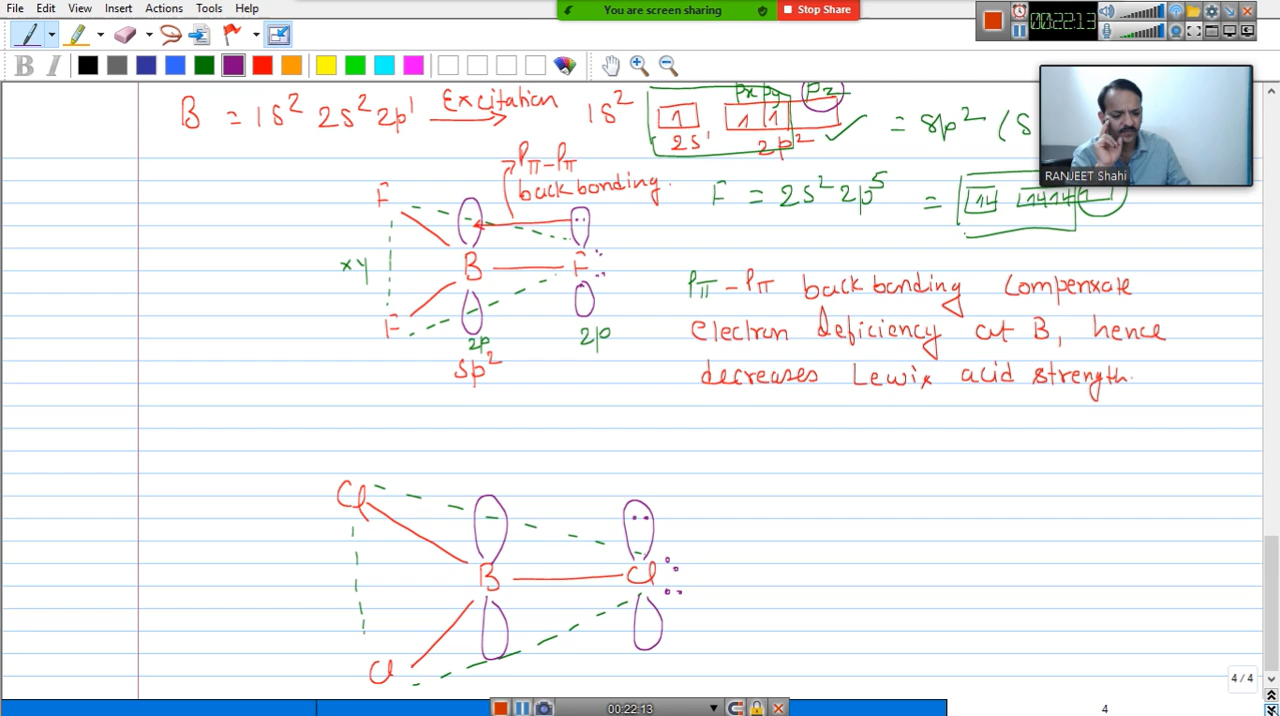 File Edit View Insert Actions Tools Help
You are screen sharing
Stop Share
00:22:13
B I
B = 1s² 2s² 2p¹ Excitation 1s²
px py pz
1 1 1
2s¹ 2p²
= sp² (s
RANJEET Shahi
F = 2s² 2p⁵ =
Pπ-Pπ
back bonding.
F
xy
B F
F
2p
sp²
2p
Pπ-Pπ back bonding Compensate
electron deficiency at B, hence
decreases Lewis acid strength.
Cl
B Cl
Cl
4/4
00:22:13
4